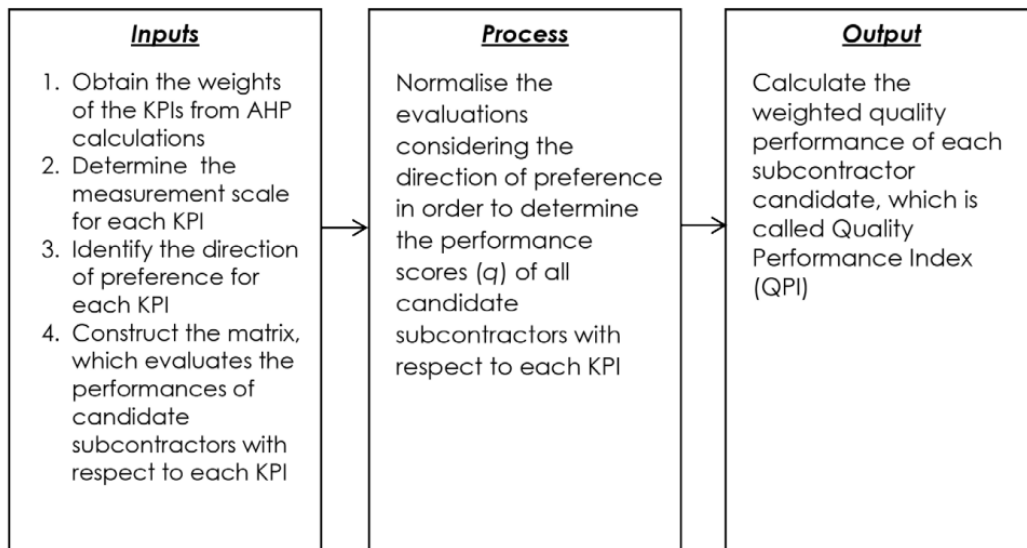 Inputs
1. Obtain the weights
of the KPIs from AHP
calculations
2. Determine the
measurement scale
for each KPI
3. Identify the direction
of preference for
each KPI
4. Construct the matrix,
which evaluates the
performances of
candidate
subcontractors with
respect to each KPI
Process
Normalise the
evaluations
considering the
direction of preference
in order to determine
the performance
scores (q) of all
candidate
subcontractors with
respect to each KPI
Output
Calculate the
weighted quality
performance of each
subcontractor
candidate, which is
called Quality
Performance Index
(QPI)